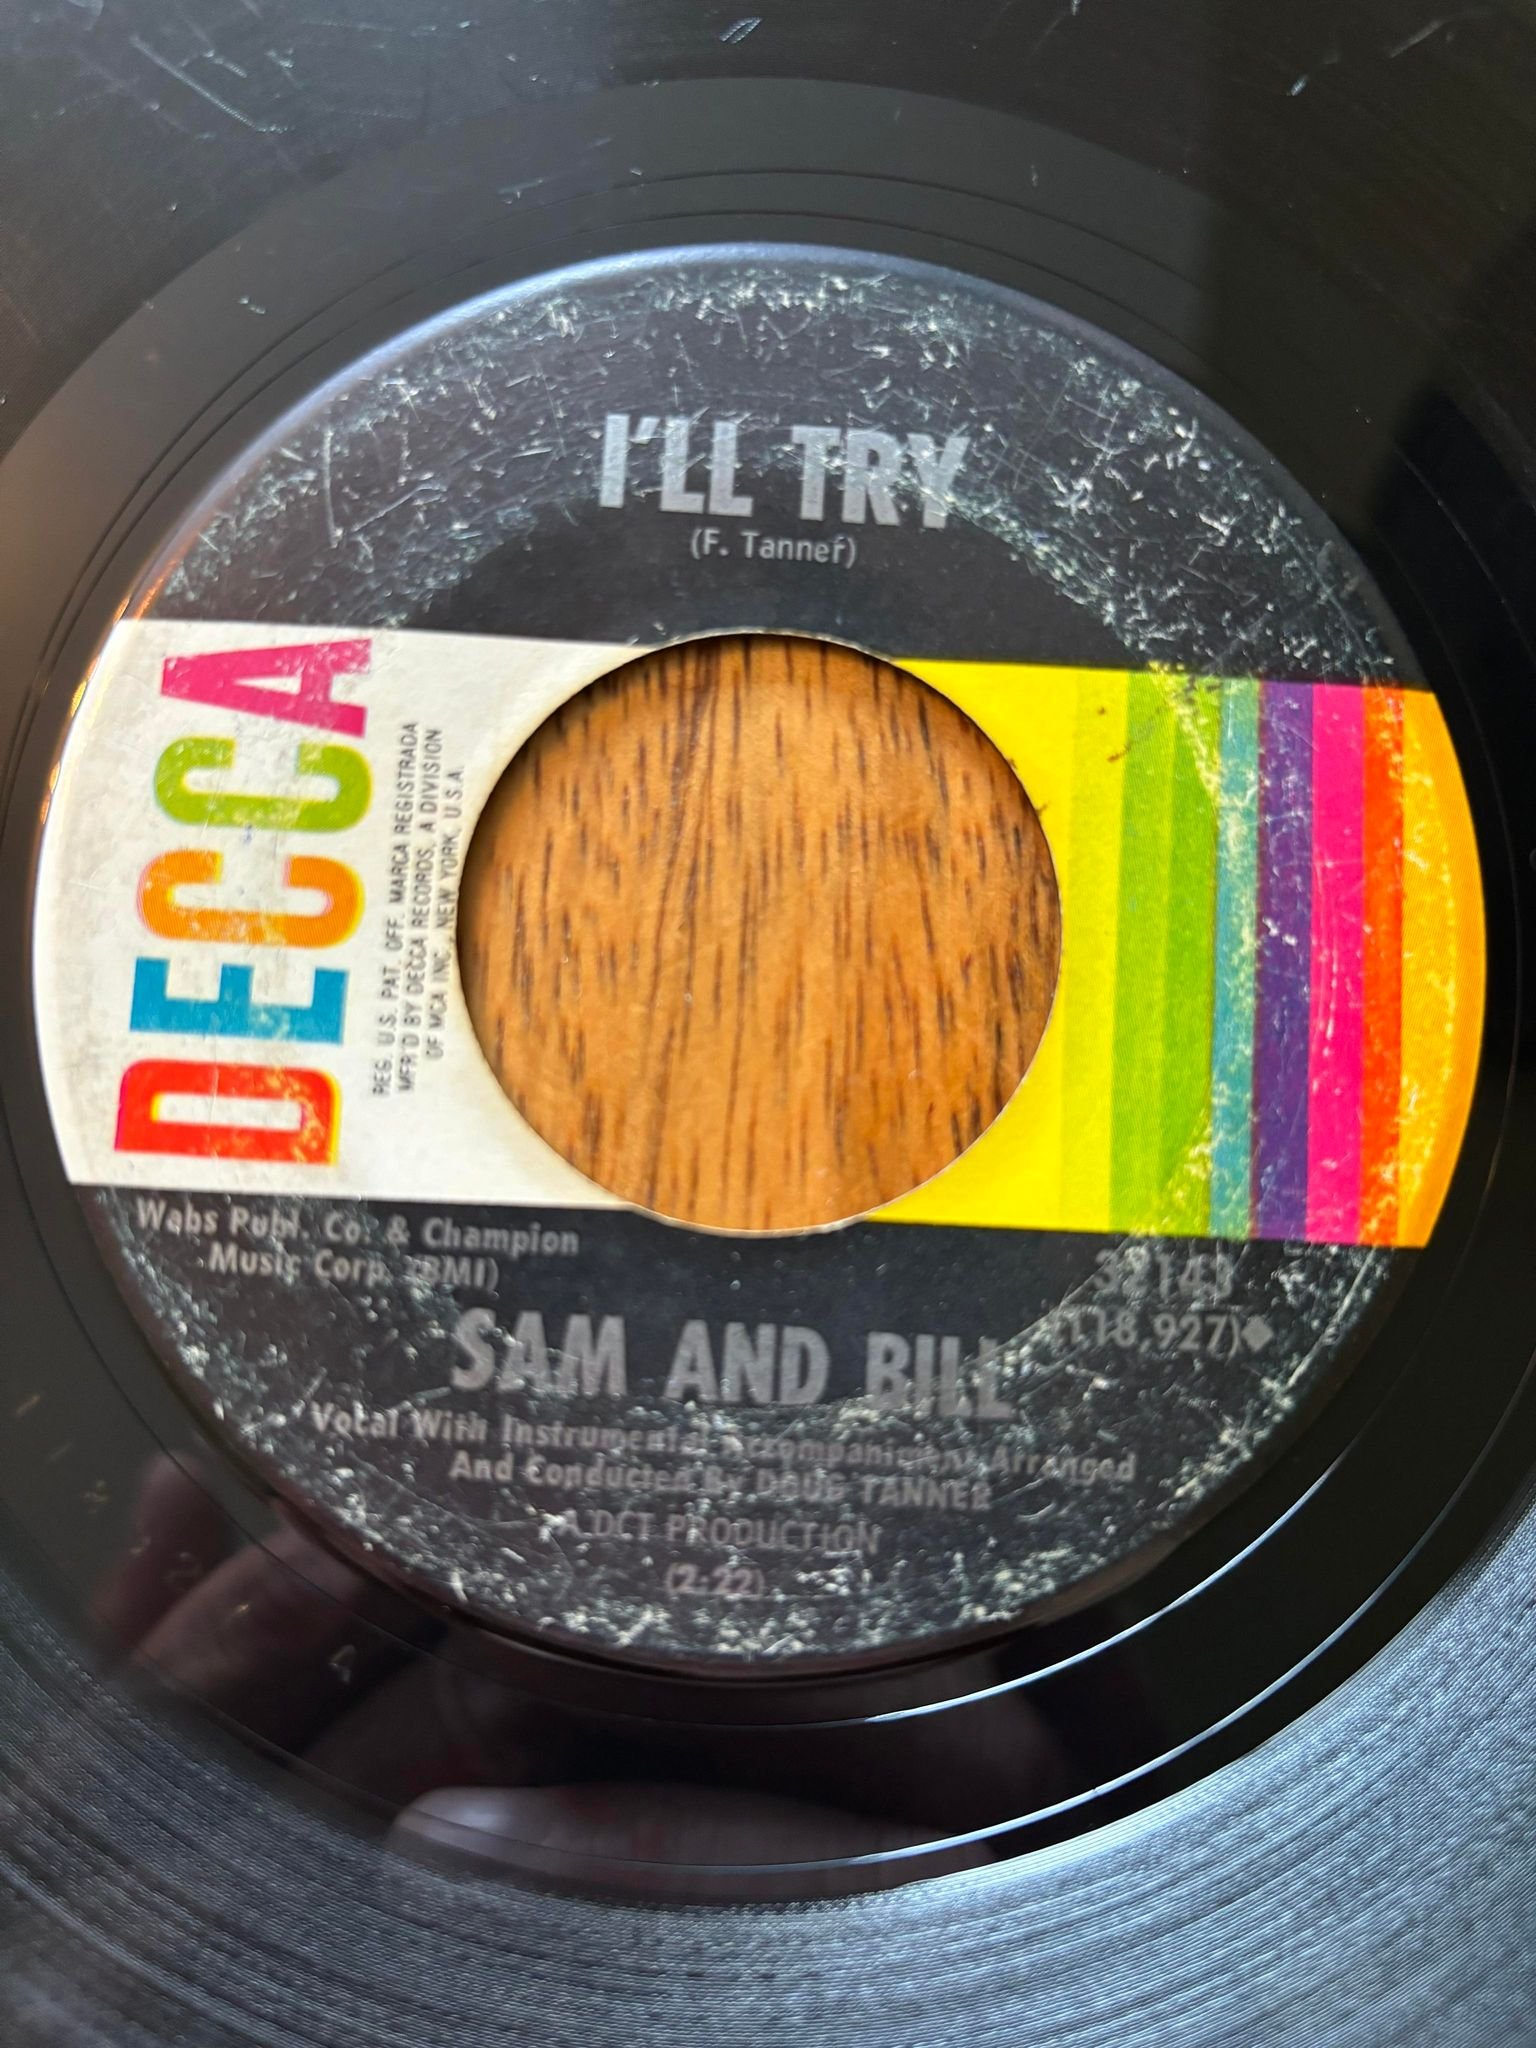 I'LL TRY
(F. Tanner)
DECCA
REG. U.S. PAT. OFF. MARCA REGISTRADA
MFR'D BY DECCA RECORDS, A DIVISION
OF MCA INC., NEW YORK, U.S.A.
Wabs Publ. Co. & Champion
Music Corp. (BMI)
32143
(118,927)◆
SAM AND BILL
Vocal With Instrumental Accompaniment Arranged
And Conducted By DOUG TANNER
A DCT PRODUCTION
(2:22)